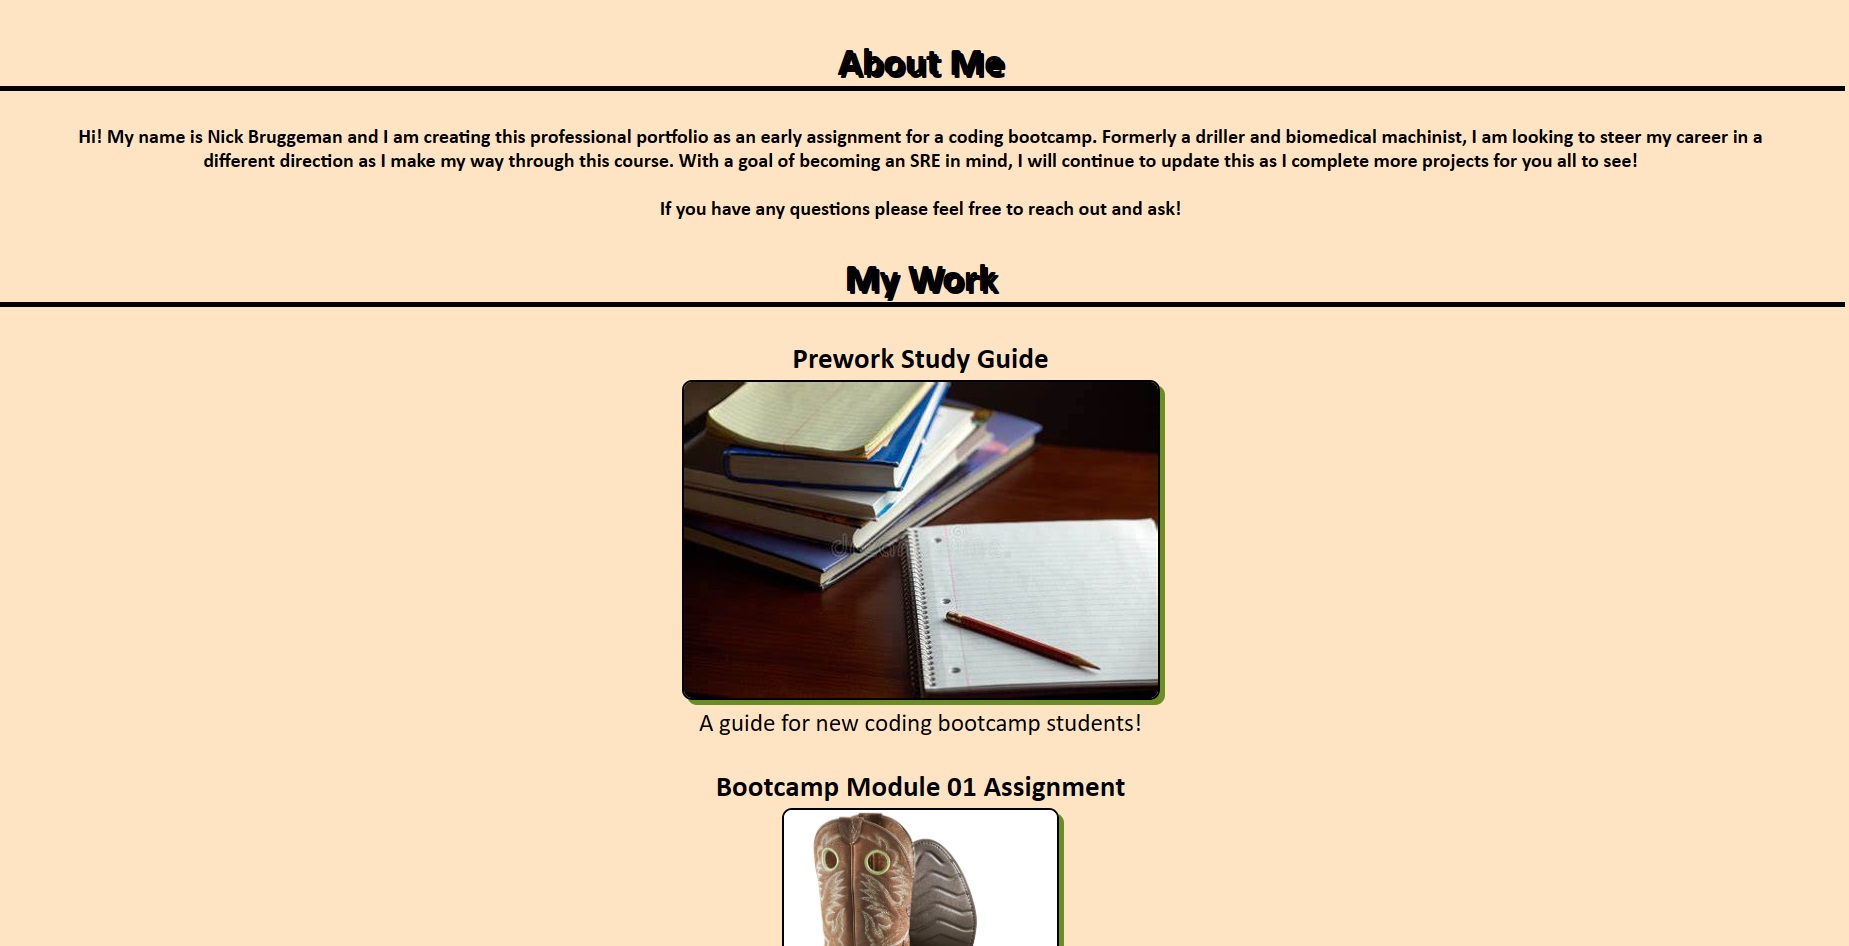 About Me
Hi! My name is Nick Bruggeman and I am creating this professional portfolio as an early assignment for a coding bootcamp. Formerly a driller and biomedical machinist, I am looking to steer my career in a
different direction as I make my way through this course. With a goal of becoming an SRE in mind, I will continue to update this as I complete more projects for you all to see!
If you have any questions please feel free to reach out and ask!
My Work
Prework Study Guide
A guide for new coding bootcamp students!
Bootcamp Module 01 Assignment